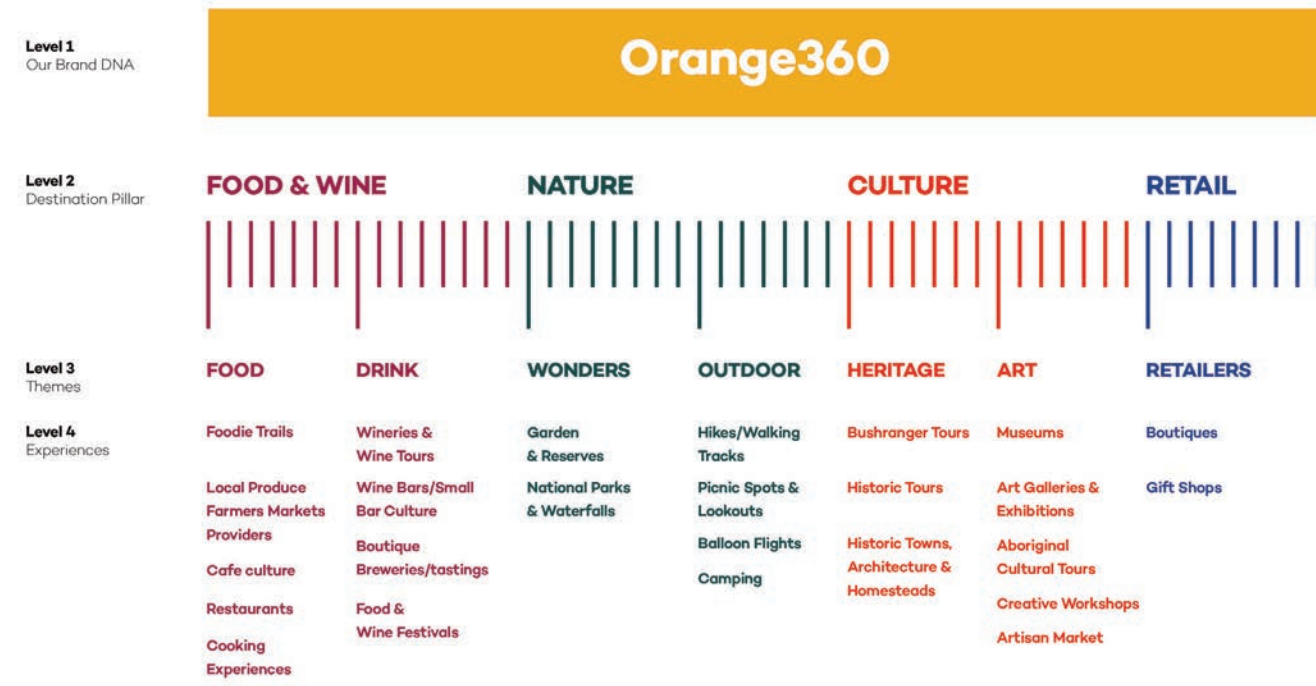 Level 1
Our Brand DNA
Orange360
Level 2
Destination Pillar
FOOD & WINE
NATURE
CULTURE
RETAIL
Level 3
Themes
FOOD
DRINK
WONDERS
OUTDOOR
HERITAGE
ART
RETAILERS
Level 4
Experiences
Foodie Trails
Local Produce
Farmers Markets
Providers
Cafe culture
Restaurants
Cooking
Experiences
Wineries &
Wine Tours
Wine Bars/Small
Bar Culture
Boutique
Breweries/tastings
Food &
Wine Festivals
Garden
& Reserves
National Parks
& Waterfalls
Hikes/Walking
Tracks
Picnic Spots &
Lookouts
Balloon Flights
Camping
Bushranger Tours
Historic Tours
Historic Towns,
Architecture &
Homesteads
Museums
Art Galleries &
Exhibitions
Aboriginal
Cultural Tours
Creative Workshops
Artisan Market
Boutiques
Gift Shops